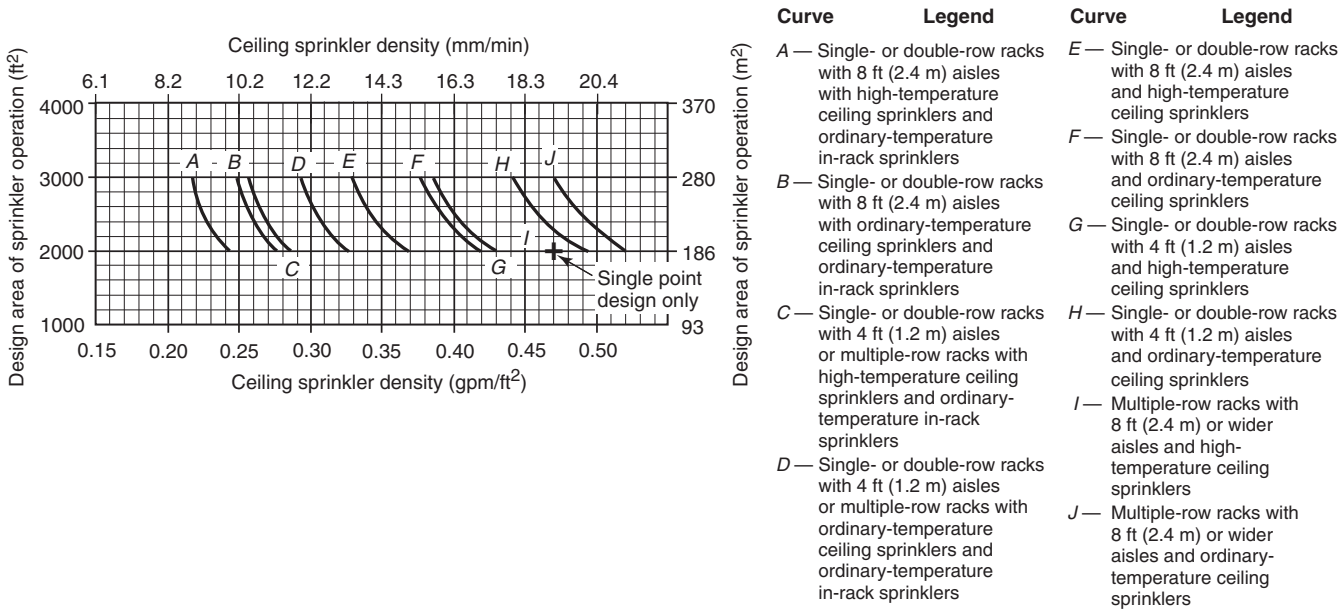 Ceiling sprinkler density (mm/min)
6.1 8.2 10.2 12.2 14.3 16.3 18.3 20.4
Design area of sprinkler operation (ft²)
4000
3000
2000
1000
A B D E F H J
I
C
G
Single point
design only
370
280
186
93
Design area of sprinkler operation (m²)
0.15 0.20 0.25 0.30 0.35 0.40 0.45 0.50
Ceiling sprinkler density (gpm/ft²)
Curve Legend
A — Single- or double-row racks
with 8 ft (2.4 m) aisles
with high-temperature
ceiling sprinklers and
ordinary-temperature
in-rack sprinklers
B — Single- or double-row racks
with 8 ft (2.4 m) aisles
with ordinary-temperature
ceiling sprinklers and
ordinary-temperature
in-rack sprinklers
C — Single- or double-row racks
with 4 ft (1.2 m) aisles
or multiple-row racks with
high-temperature ceiling
sprinklers and ordinary-
temperature in-rack
sprinklers
D — Single- or double-row racks
with 4 ft (1.2 m) aisles
or multiple-row racks with
ordinary-temperature
ceiling sprinklers and
ordinary-temperature
in-rack sprinklers
Curve Legend
E — Single- or double-row racks
with 8 ft (2.4 m) aisles
and high-temperature
ceiling sprinklers
F — Single- or double-row racks
with 8 ft (2.4 m) aisles
and ordinary-temperature
ceiling sprinklers
G — Single- or double-row racks
with 4 ft (1.2 m) aisles
and high-temperature
ceiling sprinklers
H — Single- or double-row racks
with 4 ft (1.2 m) aisles
and ordinary-temperature
ceiling sprinklers
I — Multiple-row racks with
8 ft (2.4 m) or wider
aisles and high-
temperature ceiling
sprinklers
J — Multiple-row racks with
8 ft (2.4 m) or wider
aisles and ordinary-
temperature ceiling
sprinklers